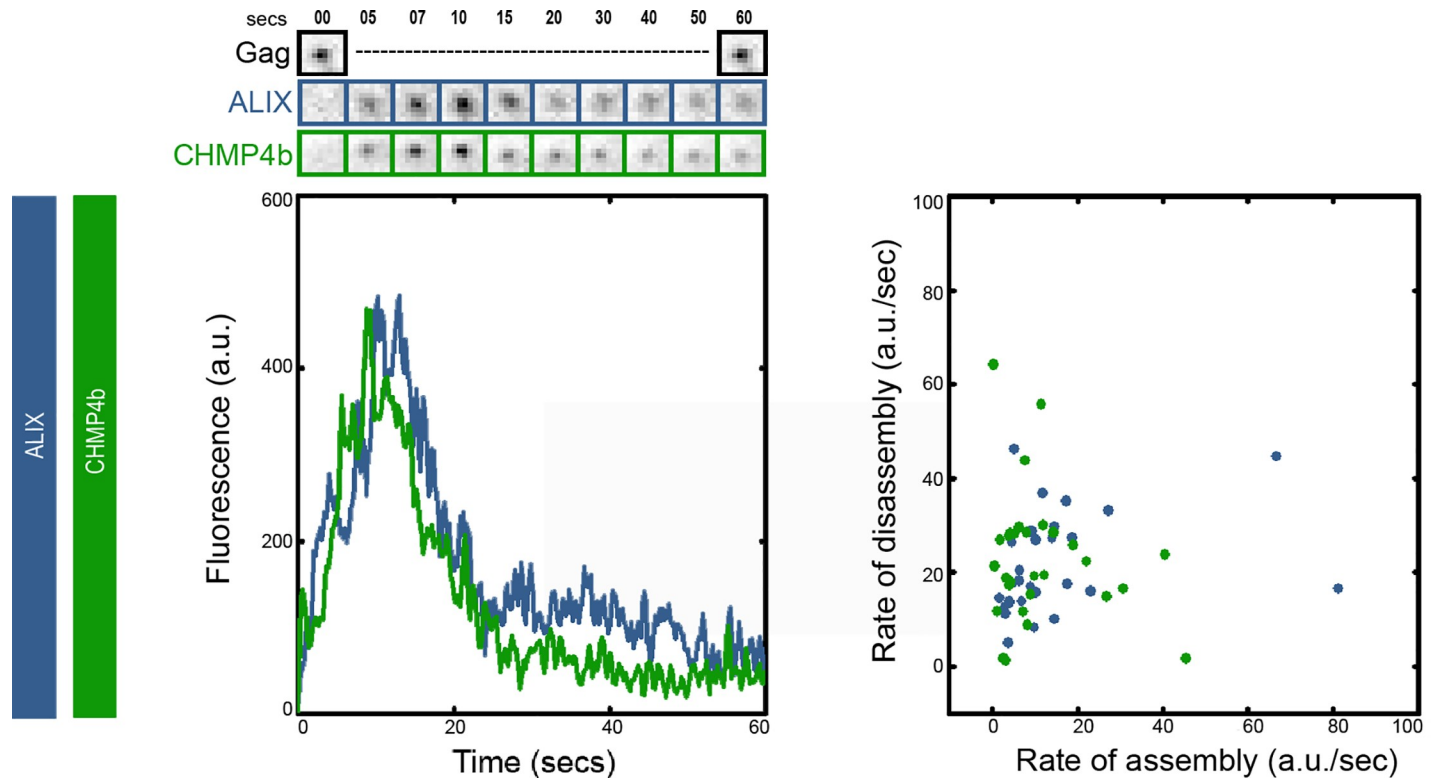 secs 00 05 07 10 15 20 30 40 50 60
Gag
ALIX
CHMP4b
ALIX
CHMP4b
Fluorescence (a.u.)
600
400
200
0
0 20 40 60
Time (secs)
Rate of disassembly (a.u./sec)
100
80
60
40
20
0
0 20 40 60 80 100
Rate of assembly (a.u./sec)